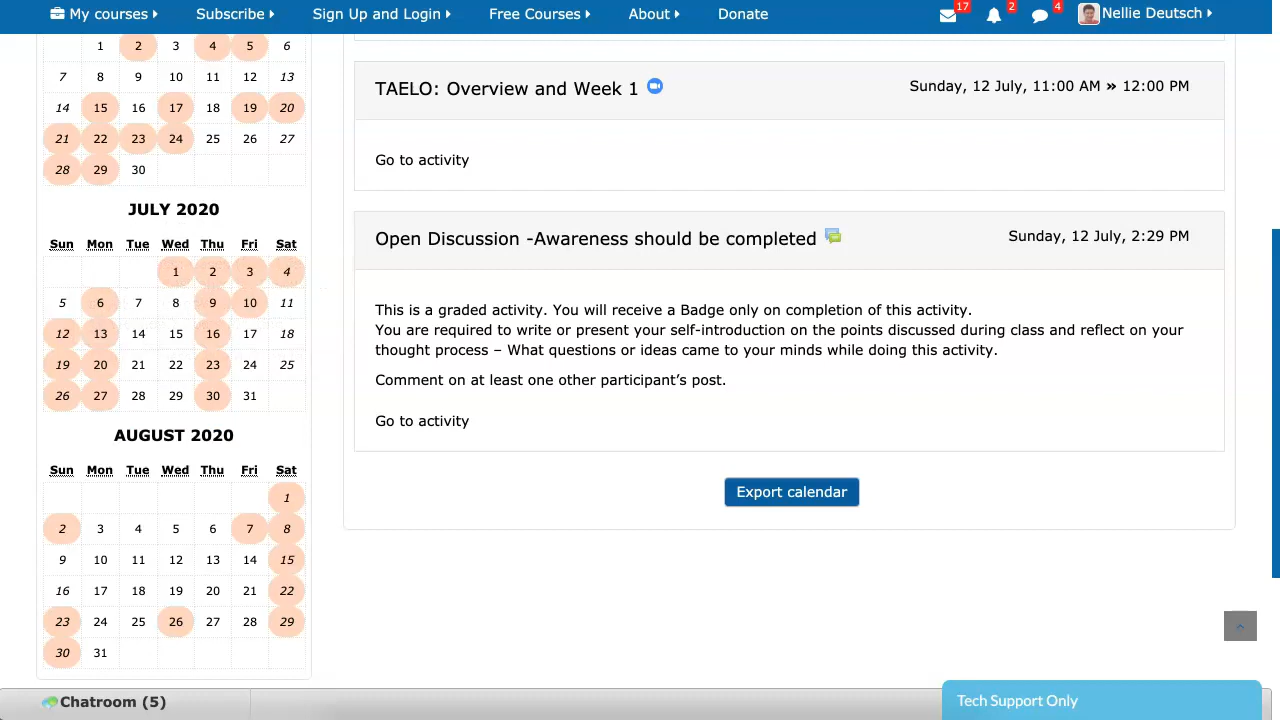 My courses Subscribe Sign Up and Login Free Courses About Donate 17 2 4 Nellie Deutsch
1 2 3 4 5 6
7 8 9 10 11 12 13
14 15 16 17 18 19 20
21 22 23 24 25 26 27
28 29 30
JULY 2020
Sun Mon Tue Wed Thu Fri Sat
1 2 3 4
5 6 7 8 9 10 11
12 13 14 15 16 17 18
19 20 21 22 23 24 25
26 27 28 29 30 31
AUGUST 2020
Sun Mon Tue Wed Thu Fri Sat
1
2 3 4 5 6 7 8
9 10 11 12 13 14 15
16 17 18 19 20 21 22
23 24 25 26 27 28 29
30 31
TAELO: Overview and Week 1 Sunday, 12 July, 11:00 AM » 12:00 PM
Go to activity
Open Discussion -Awareness should be completed Sunday, 12 July, 2:29 PM
This is a graded activity. You will receive a Badge only on completion of this activity.
You are required to write or present your self-introduction on the points discussed during class and reflect on your
thought process – What questions or ideas came to your minds while doing this activity.
Comment on at least one other participant’s post.
Go to activity
Export calendar
Chatroom (5)
Tech Support Only